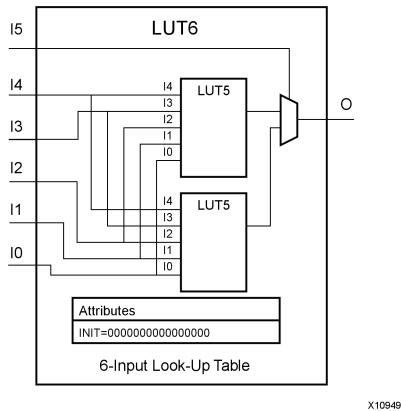 LUT6
I5
I4
I3
I2
I1
I0
I4
I3
I2
I1
I0
LUT5
I4
I3
I2
I1
I0
LUT5
O
Attributes
INIT=0000000000000000
6-Input Look-Up Table
X10949